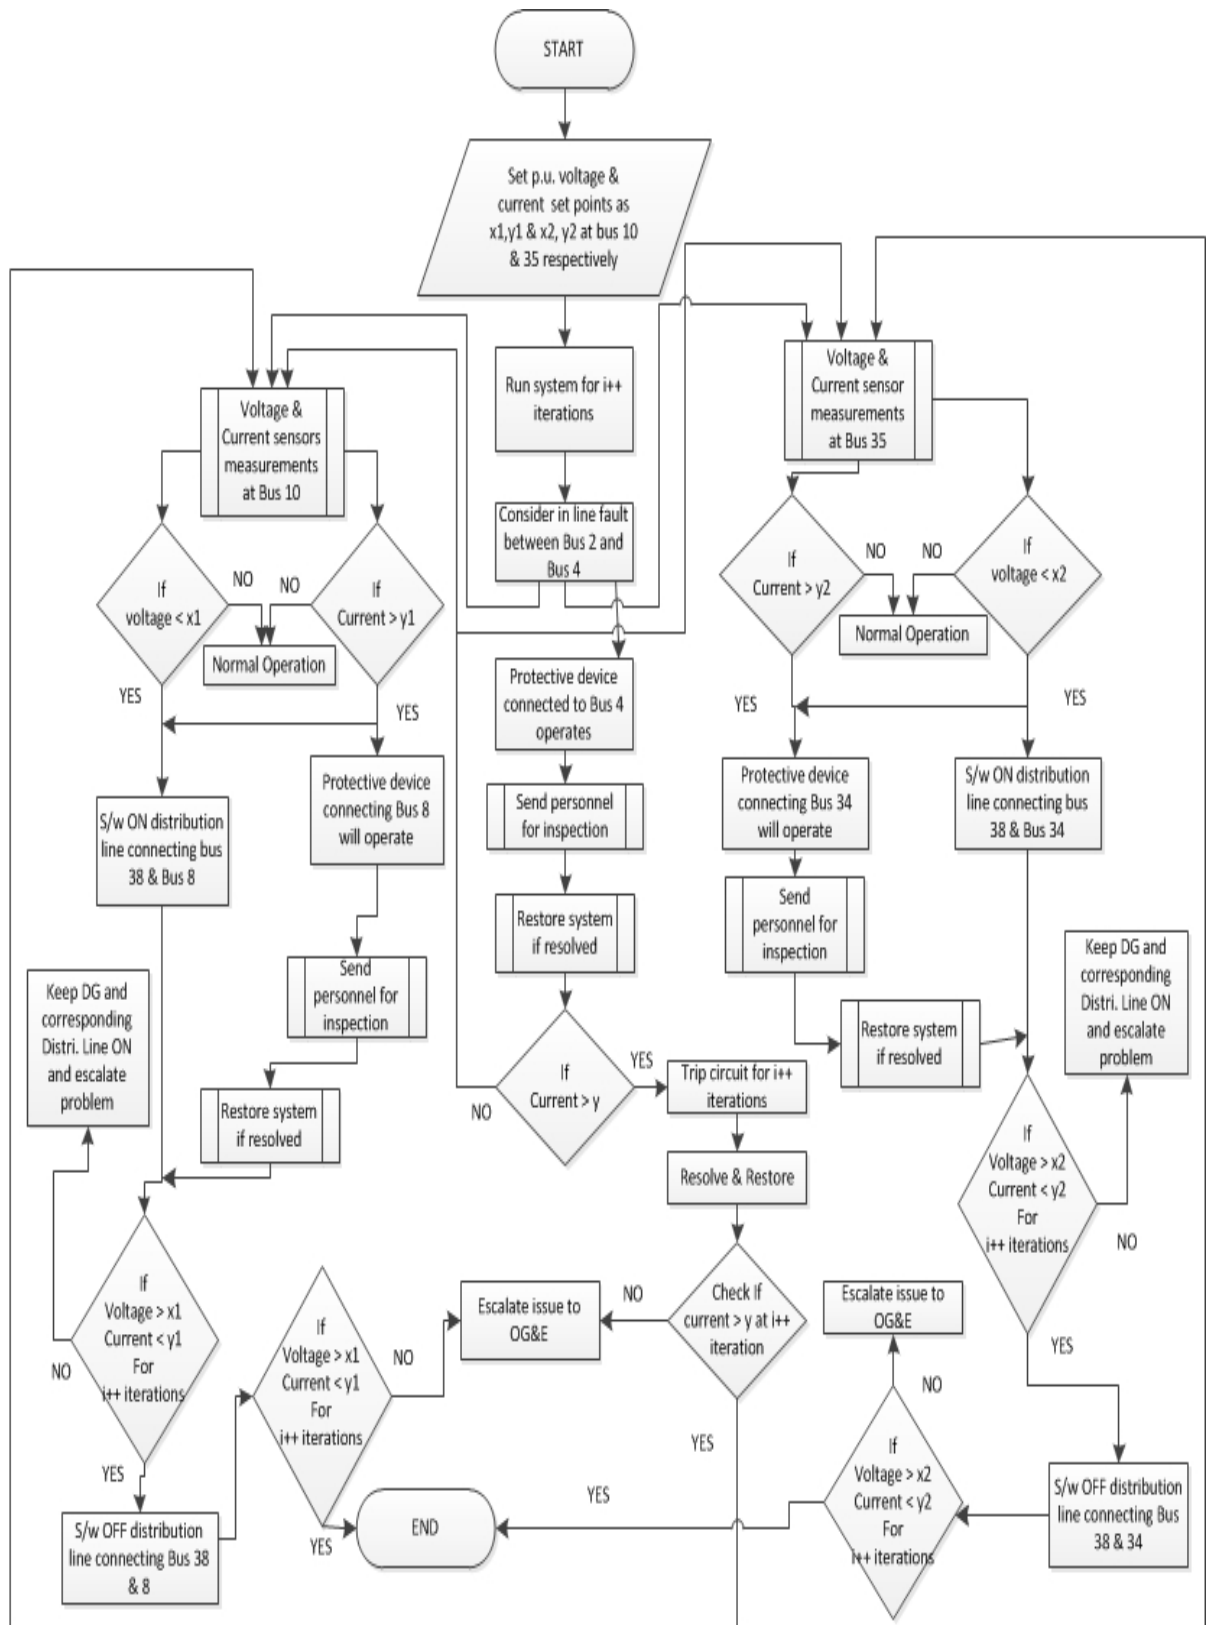 START
Set p.u. voltage &
current set points as
x1,y1 & x2, y2 at bus 10
& 35 respectively
Run system for i++
iterations
Voltage &
Current sensor
measurements
at Bus 35
Voltage &
Current sensors
measurements
at Bus 10
Consider in line fault
between Bus 2 and
Bus 4
If
voltage < x1
NO
NO
If
Current > y1
Normal Operation
If
Current > y2
NO
NO
If
voltage < x2
Normal Operation
YES
YES
YES
YES
Protective device
connected to Bus 4
operates
S/w ON distribution
line connecting bus
38 & Bus 8
Protective device
connecting Bus 8
will operate
Send personnel
for inspection
Protective device
connecting Bus 34
will operate
S/w ON distribution
line connecting bus
38 & Bus 34
Restore system
if resolved
Send
personnel for
inspection
Keep DG and
corresponding
Distri. Line ON
and escalate
problem
Send
personnel for
inspection
Keep DG and
corresponding
Distri. Line ON
and escalate
problem
Restore system
if resolved
If
Current > y
YES
NO
Trip circuit for i++
iterations
Restore system
if resolved
Resolve & Restore
If
Voltage > x2
Current < y2
For
i++ iterations
NO
YES
If
Voltage > x1
Current < y1
For
i++ iterations
NO
YES
If
Voltage > x1
Current < y1
For
i++ iterations
NO
YES
Escalate issue to
OG&E
NO
Check If
current > y at i++
iteration
YES
Escalate issue to
OG&E
NO
If
Voltage > x2
Current < y2
For
i++ iterations
YES
S/w OFF distribution
line connecting Bus
38 & 34
S/w OFF distribution
line connecting Bus 38
& 8
END